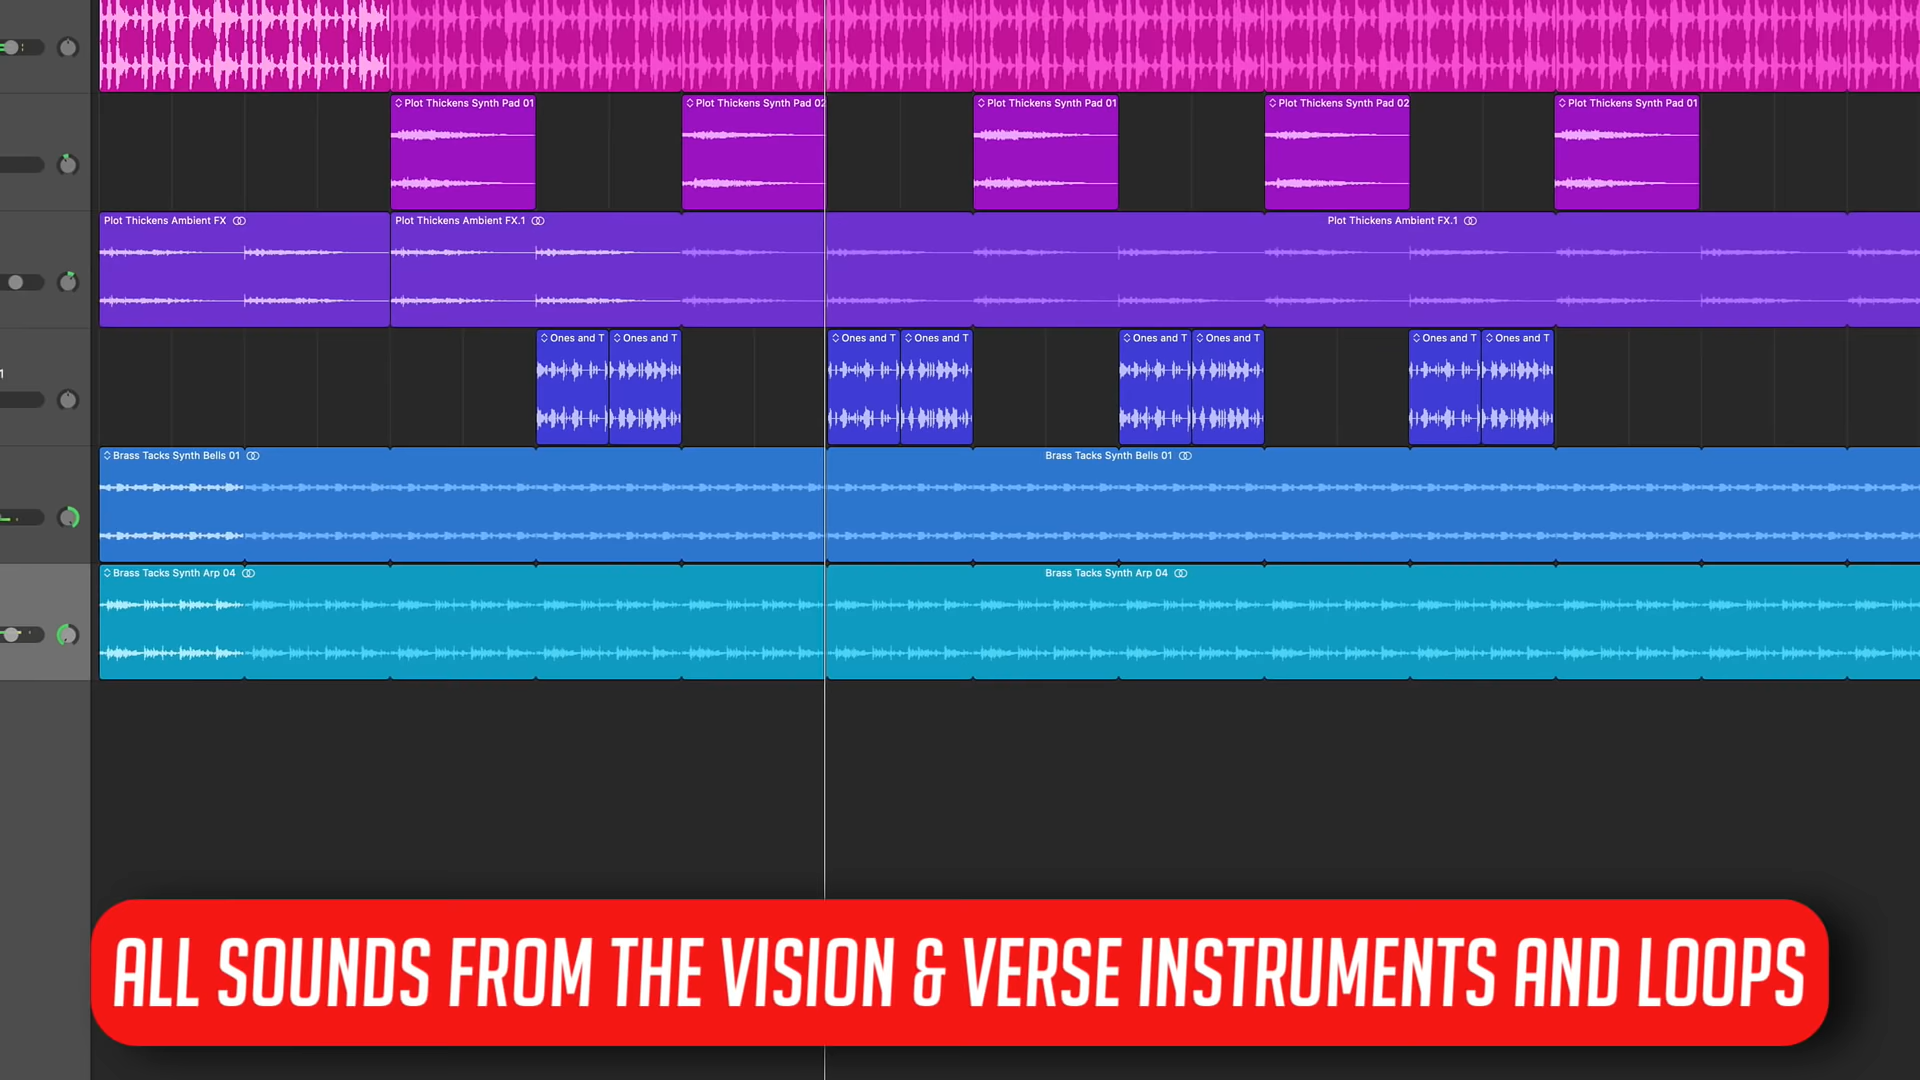 Plot Thickens Synth Pad 01
Plot Thickens Synth Pad 02
Plot Thickens Synth Pad 01
Plot Thickens Synth Pad 02
Plot Thickens Synth Pad 01
Plot Thickens Ambient FX
Plot Thickens Ambient FX.1
Plot Thickens Ambient FX.1
Ones and T
Ones and T
Ones and T
Ones and T
Ones and T
Ones and T
Ones and T
Ones and T
1
Brass Tacks Synth Bells 01
Brass Tacks Synth Bells 01
Brass Tacks Synth Arp 04
Brass Tacks Synth Arp 04
ALL SOUNDS FROM THE VISION & VERSE INSTRUMENTS AND LOOPS